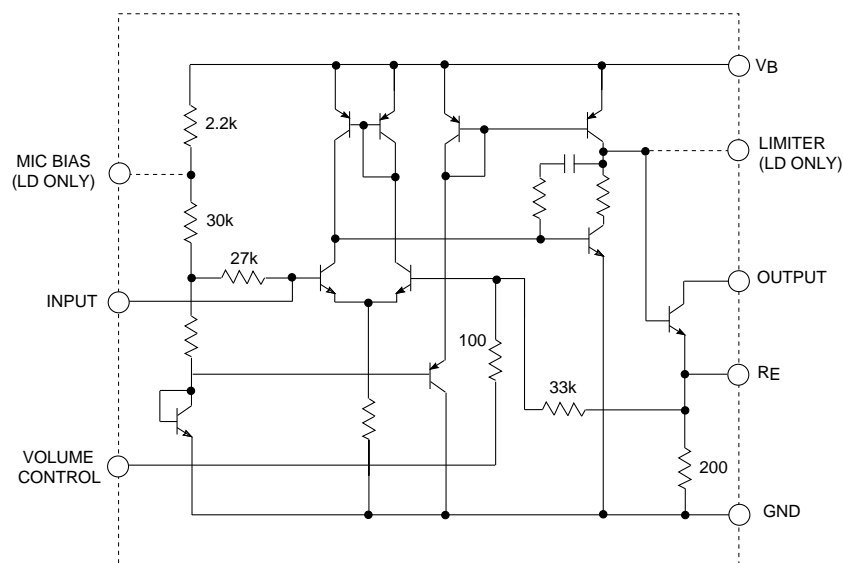 VB
2.2k
MIC BIAS
(LD ONLY)
LIMITER
(LD ONLY)
30k
27k
INPUT
OUTPUT
100
RE
33k
VOLUME
CONTROL
200
GND